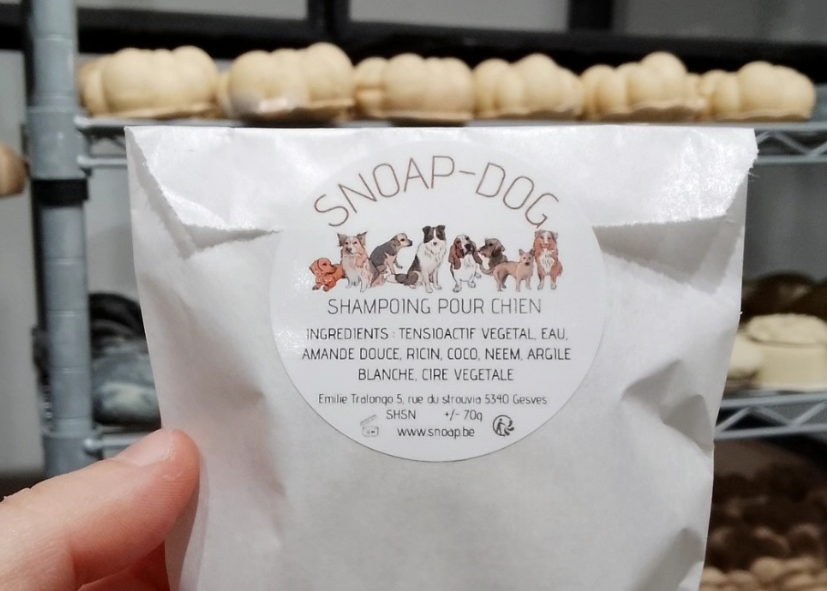 SNOAP-DOG
SHAMPOING POUR CHIEN
INGREDIENTS : TENSIOACTIF VEGETAL, EAU,
AMANDE DOUCE, RICIN, COCO, NEEM, ARGILE
BLANCHE, CIRE VEGETALE
Emilie Tralongo 5, rue du strouvia 5340 Gesves
SHSN +/- 70g
www.snoap.be